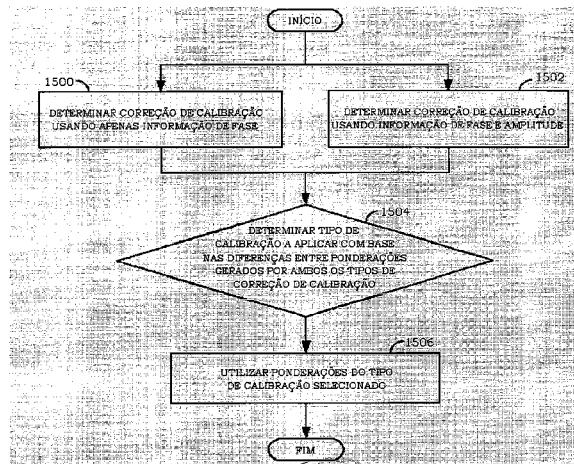 INÍCIO
1500
1502
DETERMINAR CORREÇÃO DE CALIBRAÇÃO
USANDO APENAS INFORMAÇÃO DE FASE
DETERMINAR CORREÇÃO DE CALIBRAÇÃO
USANDO INFORMAÇÃO DE FASE E AMPLITUDE
1504
DETERMINAR TIPO DE
CALIBRAÇÃO A APLICAR COM BASE
NAS DIFERENÇAS ENTRE PONDERAÇÕES
GERADOS POR AMBOS OS TIPOS DE
CORREÇÃO DE CALIBRAÇÃO
1506
UTILIZAR PONDERAÇÕES DO TIPO
DE CALIBRAÇÃO SELECIONADO
FIM